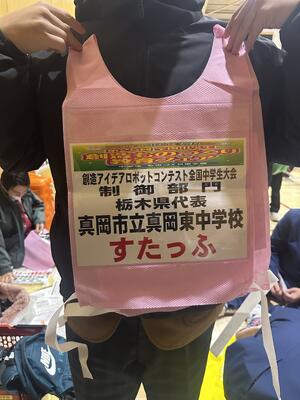 創造アイデアロボットコンテスト全国中学生大会
制御部門
栃木県代表
真岡市立真岡東中学校
すたっふ
NIKE